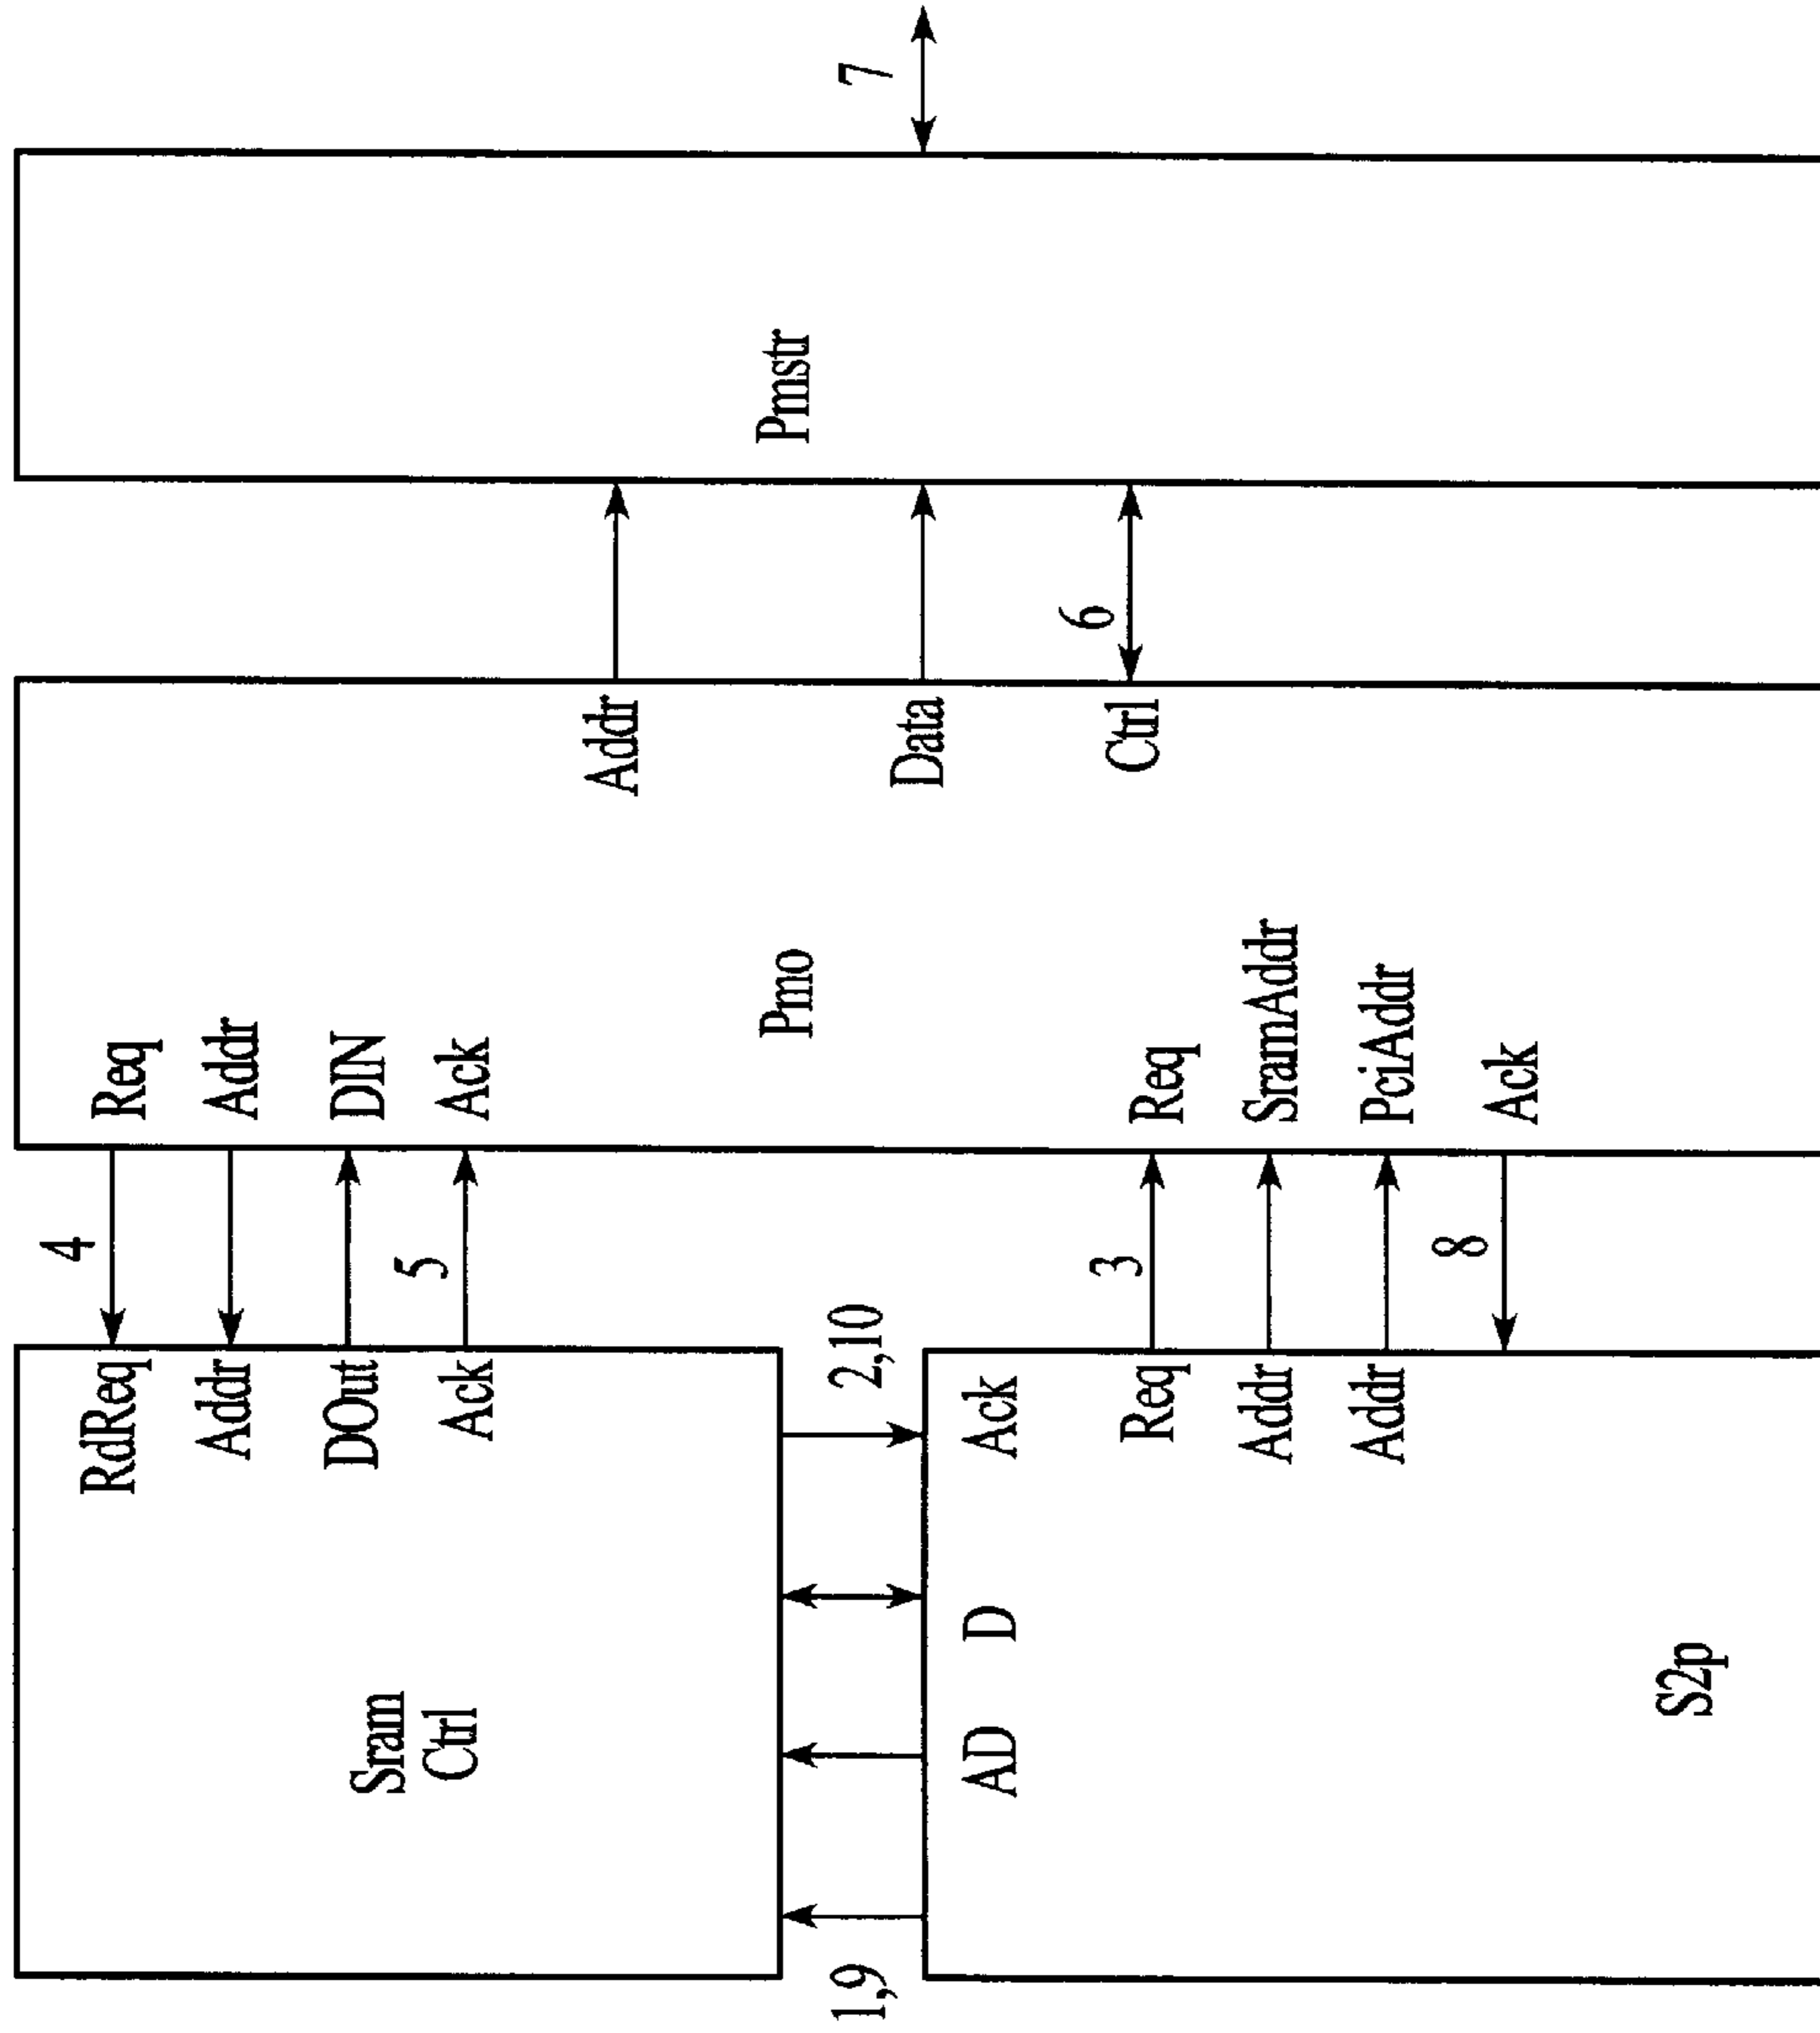 7
Pmstr
6
Addr
Data
Ctrl
Pmo
Req
Addr
DIN
Ack
Req
SramAddr
PciAddr
Ack
4
5
3
8
2,10
RdReq
Addr
DOut
Ack
Ack
Req
Addr
Addr
Sram
Ctrl
D
AD
S2p
1,9